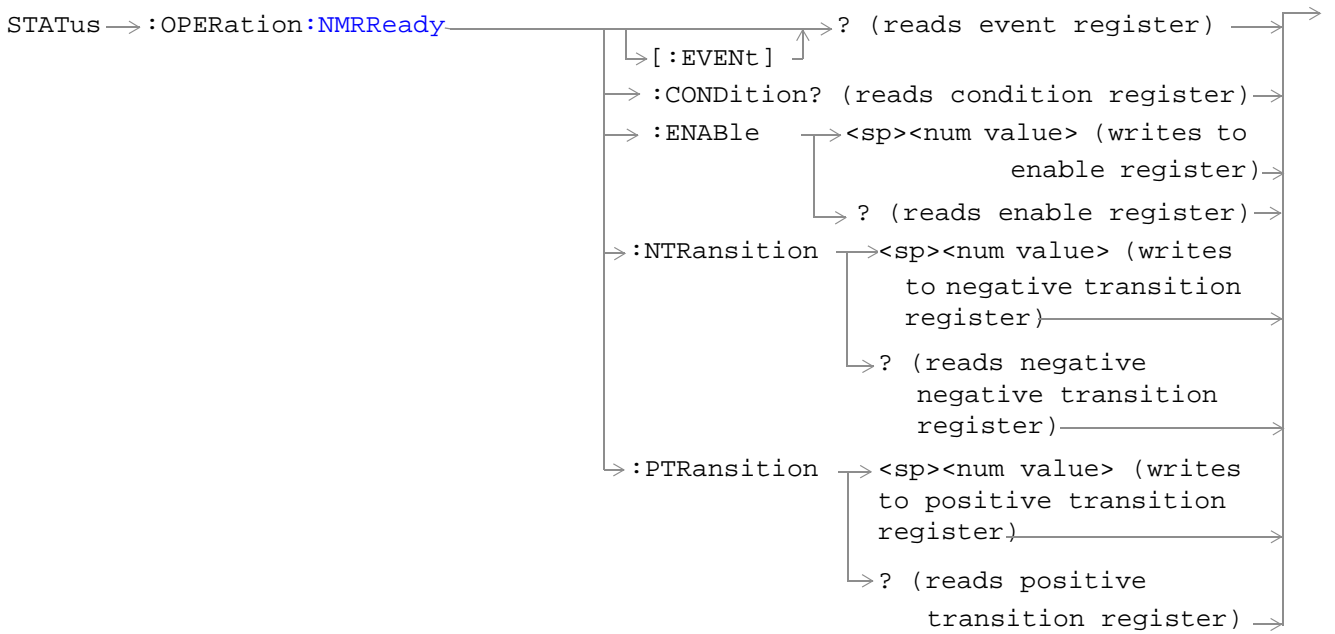 STATus :OPERation:NMRReady ? (reads event register)
[:EVENt]
:CONDition? (reads condition register)
:ENABle <sp><num value> (writes to
enable register)
? (reads enable register)
:NTRansition <sp><num value> (writes
to negative transition
register)
? (reads negative
negative transition
register)
:PTRansition <sp><num value> (writes
to positive transition
register)
? (reads positive
transition register)